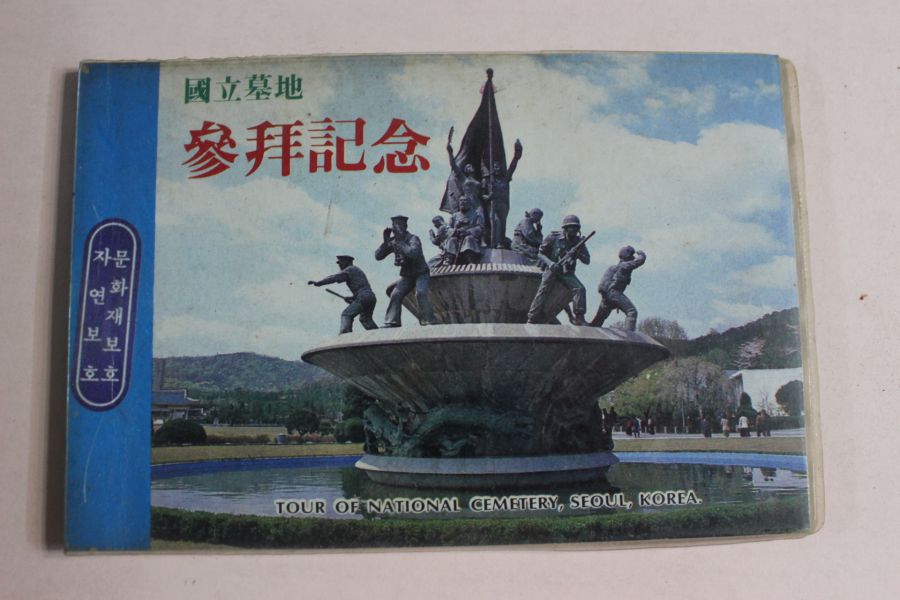 國立墓地
參拜記念
문화재보호
자연보호
TOUR OF NATIONAL CEMETERY, SEOUL, KOREA.